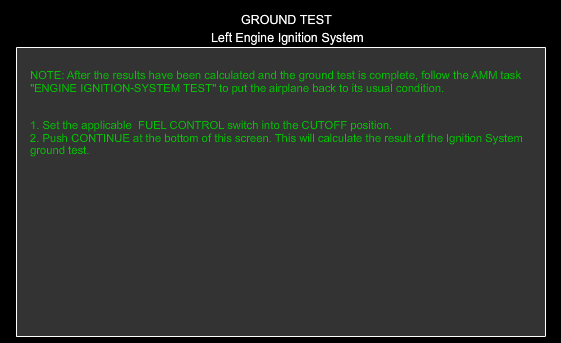 GROUND TEST
Left Engine Ignition System
NOTE: After the results have been calculated and the ground test is complete, follow the AMM task
"ENGINE IGNITION-SYSTEM TEST" to put the airplane back to its usual condition.
1. Set the applicable  FUEL CONTROL switch into the CUTOFF position.
2. Push CONTINUE at the bottom of this screen. This will calculate the result of the Ignition System
ground test.